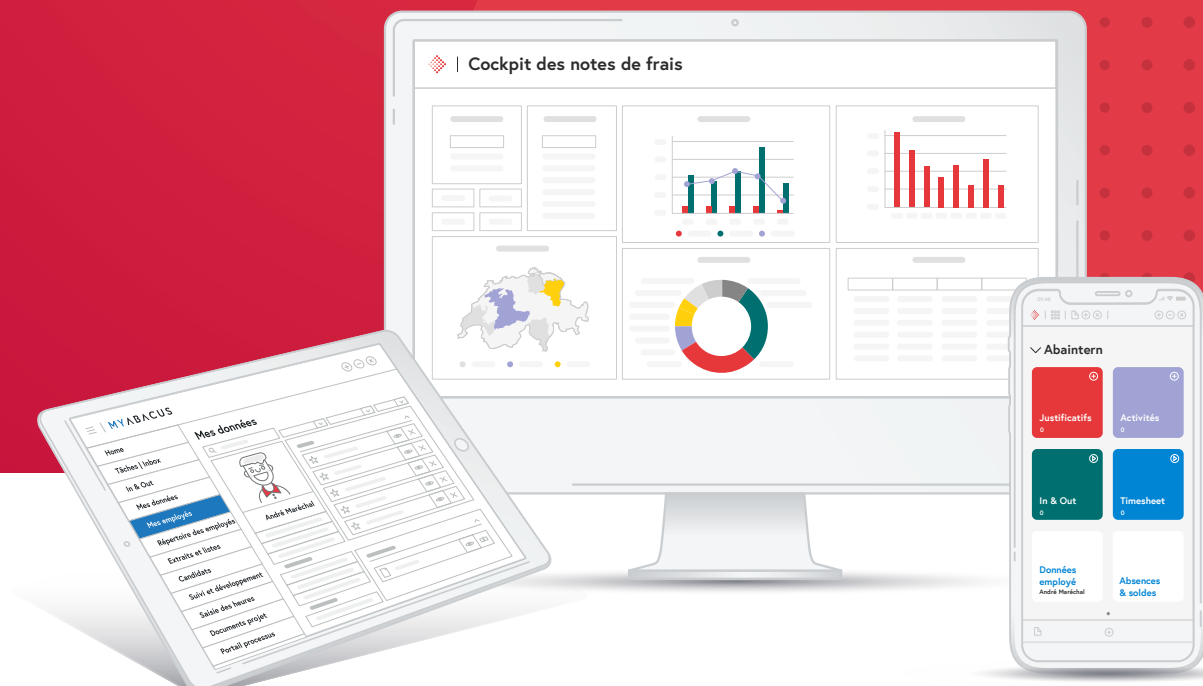 Cockpit des notes de frais
MYABACUS
Home
Tâches | Inbox
In & Out
Mes données
Mes employés
Répertoire des employés
Extraits et listes
Candidats
Suivi et développement
Saisie des heures
Documents projet
Portail processus
Mes données
André Maréchal
Abaintern
Justificatifs
0
Activités
0
In & Out
0
Timesheet
0
Données
employé
André Maréchal
Absences
& soldes